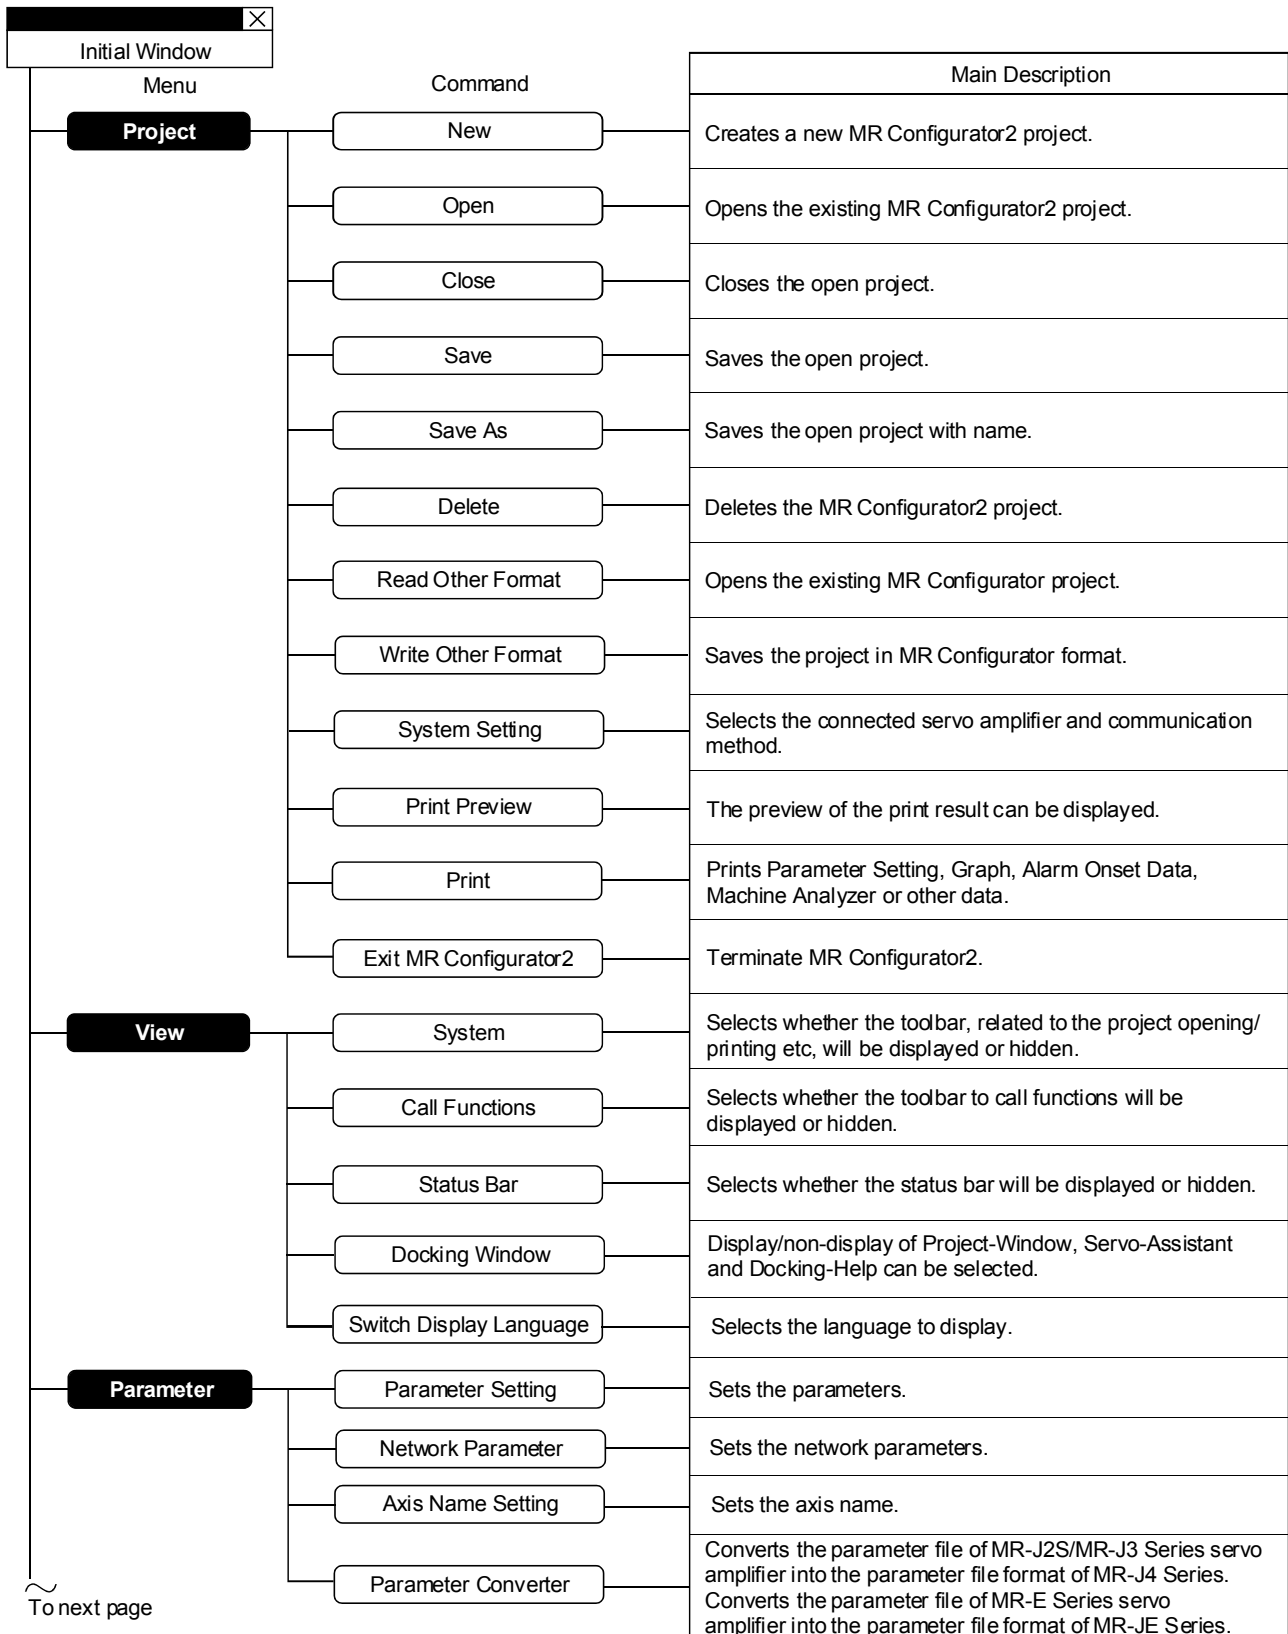 Initial Window
Menu
Command
Main Description
Project
New
Creates a new MR Configurator2 project.
Open
Opens the existing MR Configurator2 project.
Close
Closes the open project.
Save
Saves the open project.
Save As
Saves the open project with name.
Delete
Deletes the MR Configurator2 project.
Read Other Format
Opens the existing MR Configurator project.
Write Other Format
Saves the project in MR Configurator format.
System Setting
Selects the connected servo amplifier and communication
method.
Print Preview
The preview of the print result can be displayed.
Print
Prints Parameter Setting, Graph, Alarm Onset Data,
Machine Analyzer or other data.
Exit MR Configurator2
Terminate MR Configurator2.
View
System
Selects whether the toolbar, related to the project opening/
printing etc, will be displayed or hidden.
Call Functions
Selects whether the toolbar to call functions will be
displayed or hidden.
Status Bar
Selects whether the status bar will be displayed or hidden.
Docking Window
Display/non-display of Project-Window, Servo-Assistant
and Docking-Help can be selected.
Switch Display Language
Selects the language to display.
Parameter
Parameter Setting
Sets the parameters.
Network Parameter
Sets the network parameters.
Axis Name Setting
Sets the axis name.
Parameter Converter
Converts the parameter file of MR-J2S/MR-J3 Series servo
amplifier into the parameter file format of MR-J4 Series.
Converts the parameter file of MR-E Series servo
amplifier into the parameter file format of MR-JE Series.
To next page